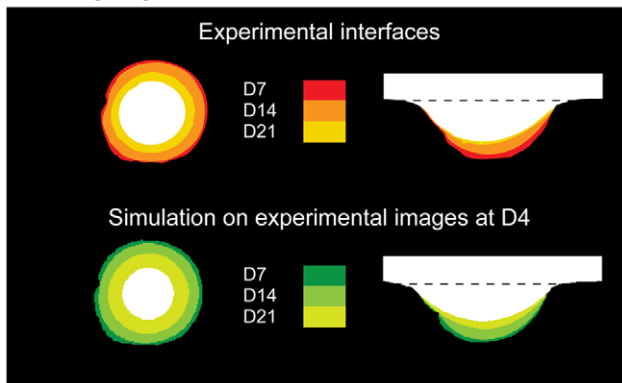 Experimental interfaces
D7
D14
D21
Simulation on experimental images at D4
D7
D14
D21